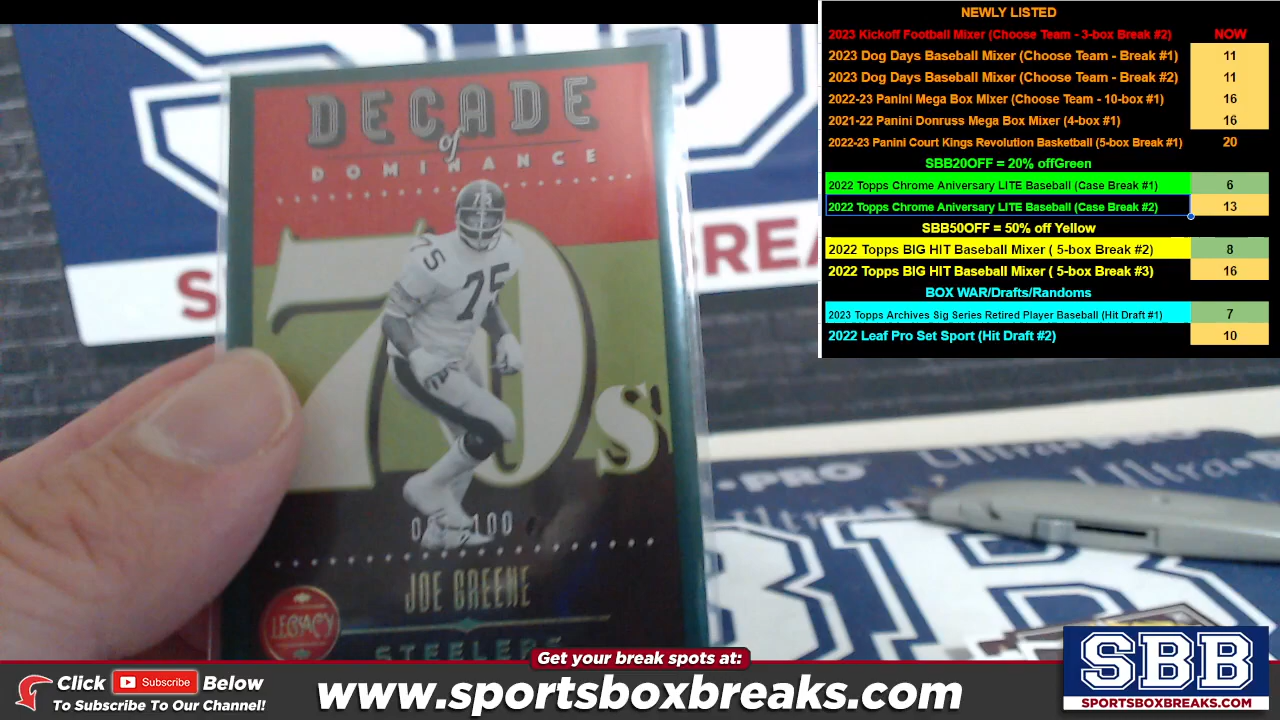 DECADE
of
DOMINANCE
70s
75
75
75
JOE GREENE
LEGACY
STEELERS
NEWLY LISTED
2023 Kickoff Football Mixer (Choose Team - 3-box Break #2) NOW
2023 Dog Days Baseball Mixer (Choose Team - Break #1) 11
2023 Dog Days Baseball Mixer (Choose Team - Break #2) 11
2022-23 Panini Mega Box Mixer (Choose Team - 10-box #1) 16
2021-22 Panini Donruss Mega Box Mixer (4-box #1) 16
2022-23 Panini Court Kings Revolution Basketball (5-box Break #1) 20
SBB20OFF = 20% offGreen
2022 Topps Chrome Aniversary LITE Baseball (Case Break #1) 6
2022 Topps Chrome Aniversary LITE Baseball (Case Break #2) 13
SBB50OFF = 50% off Yellow
2022 Topps BIG HIT Baseball Mixer ( 5-box Break #2) 8
2022 Topps BIG HIT Baseball Mixer ( 5-box Break #3) 16
BOX WAR/Drafts/Randoms
2023 Topps Archives Sig Series Retired Player Baseball (Hit Draft #1) 7
2022 Leaf Pro Set Sport (Hit Draft #2) 10
Get your break spots at:
Click Subscribe Below
To Subscribe To Our Channel!
www.sportsboxbreaks.com
SBB
SPORTSBOXBREAKS.COM